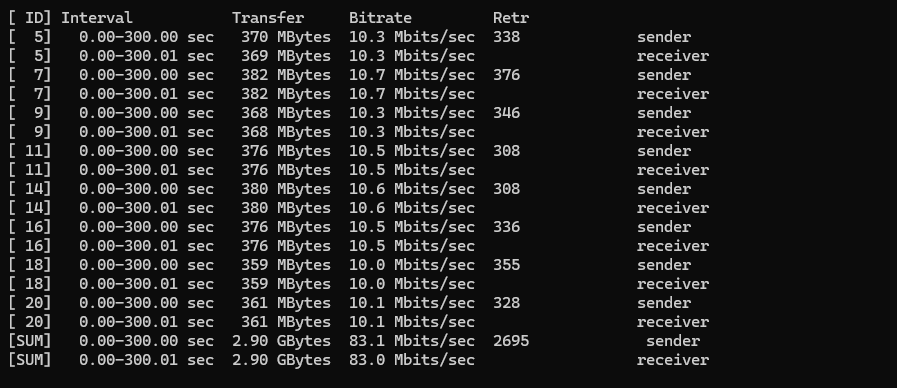 [ ID] Interval           Transfer     Bitrate         Retr
[  5]   0.00-300.00 sec   370 MBytes  10.3 Mbits/sec  338             sender
[  5]   0.00-300.01 sec   369 MBytes  10.3 Mbits/sec                  receiver
[  7]   0.00-300.00 sec   382 MBytes  10.7 Mbits/sec  376             sender
[  7]   0.00-300.01 sec   382 MBytes  10.7 Mbits/sec                  receiver
[  9]   0.00-300.00 sec   368 MBytes  10.3 Mbits/sec  346             sender
[  9]   0.00-300.01 sec   368 MBytes  10.3 Mbits/sec                  receiver
[ 11]   0.00-300.00 sec   376 MBytes  10.5 Mbits/sec  308             sender
[ 11]   0.00-300.01 sec   376 MBytes  10.5 Mbits/sec                  receiver
[ 14]   0.00-300.00 sec   380 MBytes  10.6 Mbits/sec  308             sender
[ 14]   0.00-300.01 sec   380 MBytes  10.6 Mbits/sec                  receiver
[ 16]   0.00-300.00 sec   376 MBytes  10.5 Mbits/sec  336             sender
[ 16]   0.00-300.01 sec   376 MBytes  10.5 Mbits/sec                  receiver
[ 18]   0.00-300.00 sec   359 MBytes  10.0 Mbits/sec  355             sender
[ 18]   0.00-300.01 sec   359 MBytes  10.0 Mbits/sec                  receiver
[ 20]   0.00-300.00 sec   361 MBytes  10.1 Mbits/sec  328             sender
[ 20]   0.00-300.01 sec   361 MBytes  10.1 Mbits/sec                  receiver
[SUM]   0.00-300.00 sec  2.90 GBytes  83.1 Mbits/sec  2695             sender
[SUM]   0.00-300.01 sec  2.90 GBytes  83.0 Mbits/sec                  receiver